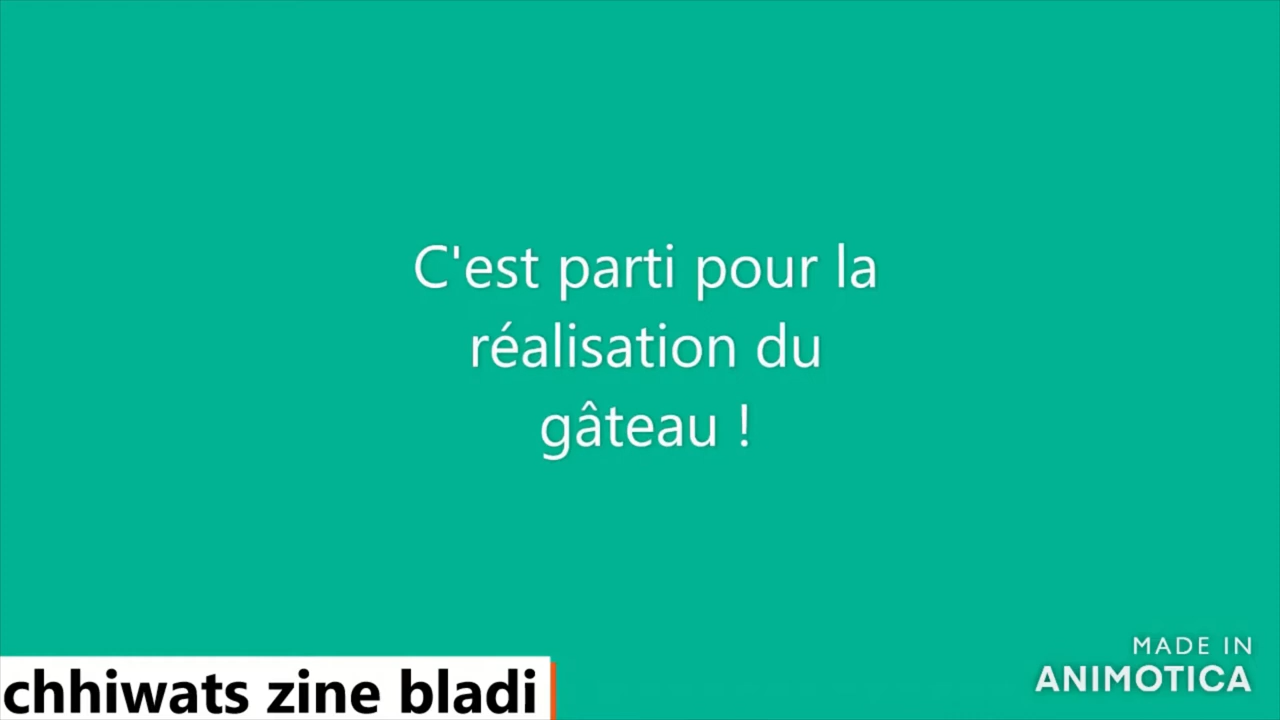 C'est parti pour la
réalisation du
gâteau !
MADE IN
ANIMOTICA
chhiwats zine bladi